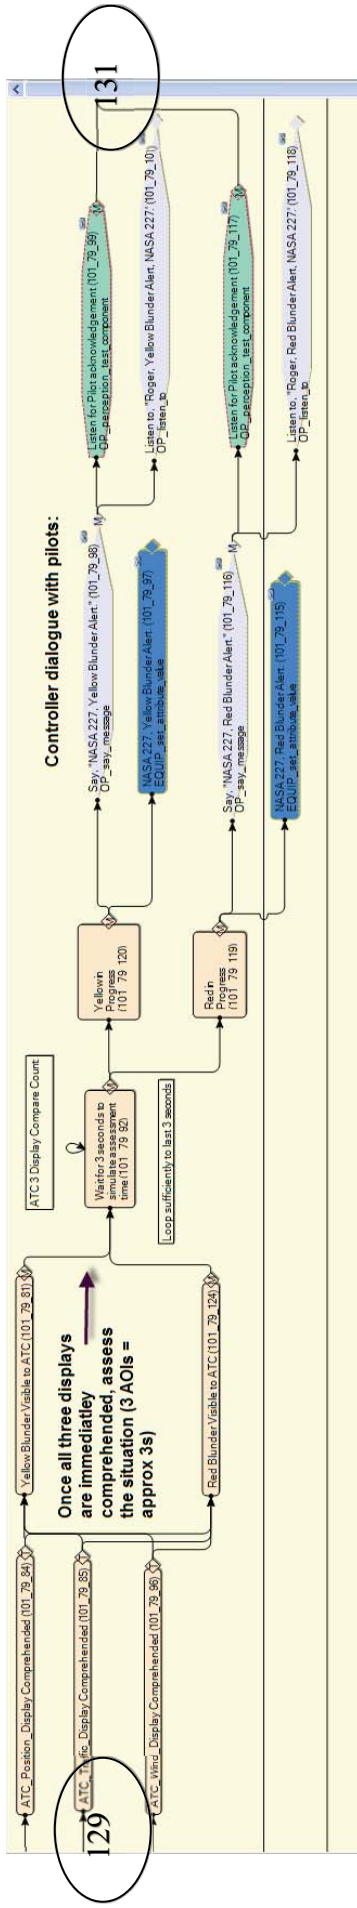 129
ATC_Position_Display Comprehended (101_79_84)
ATC_Traffic_Display Comprehended (101_79_85)
ATC_Wind_Display Comprehended (101_79_96)
Yellow Blunder Visible to ATC (101_79_81)
Once all three displays
are immediatley
comprehended, assess
the situation (3 AOIs =
approx 3s)
Red Blunder Visible to ATC (101_79_124)
ATC 3 Display Compare Count
Wait for 3 seconds to
simulate assessment
time (101_79_92)
Loop sufficiently to last 3 seconds
Yellow in
Progress
(101_79_120)
Red in
Progress
(101_79_119)
Controller dialogue with pilots:
Say, "NASA 227, Yellow Blunder Alert." (101_79_98)
OP_say_message
NASA 227, Yellow Blunder Alert. (101_79_97)
EQUIP_set_attribute_value
Say, "NASA 227, Red Blunder Alert." (101_79_116)
OP_say_message
NASA 227, Red Blunder Alert. (101_79_115)
EQUIP_set_attribute_value
Listen for Pilot acknowledgement (101_79_99)
OP_perception_test_component
Listen to, "Roger, Yellow Blunder Alert, NASA 227.' (101_79_101)
OP_listen_to
Listen for Pilot acknowledgement (101_79_117)
OP_perception_test_component
Listen to, "Roger, Red Blunder Alert, NASA 227.' (101_79_118)
OP_listen_to
131